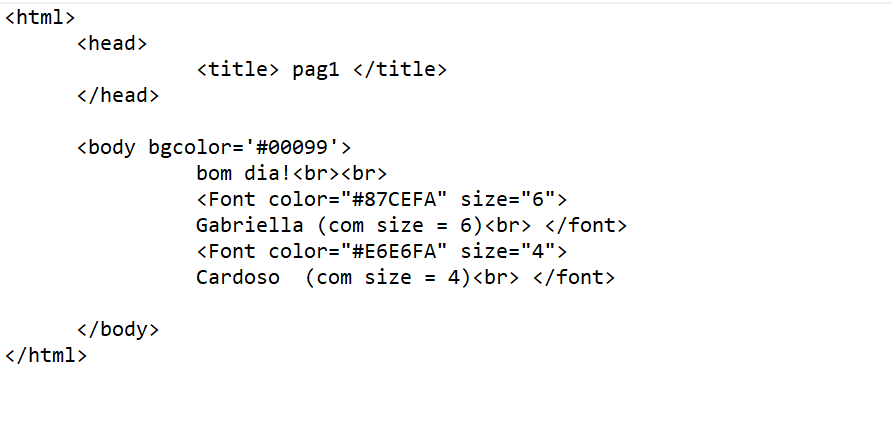 <html>
<head>
<title> pag1 </title>
</head>
<body bgcolor='#00099'>
bom dia!<br><br>
<Font color="#87CEFA" size="6">
Gabriella (com size = 6)<br> </font>
<Font color="#E6E6FA" size="4">
Cardoso  (com size = 4)<br> </font>
</body>
</html>